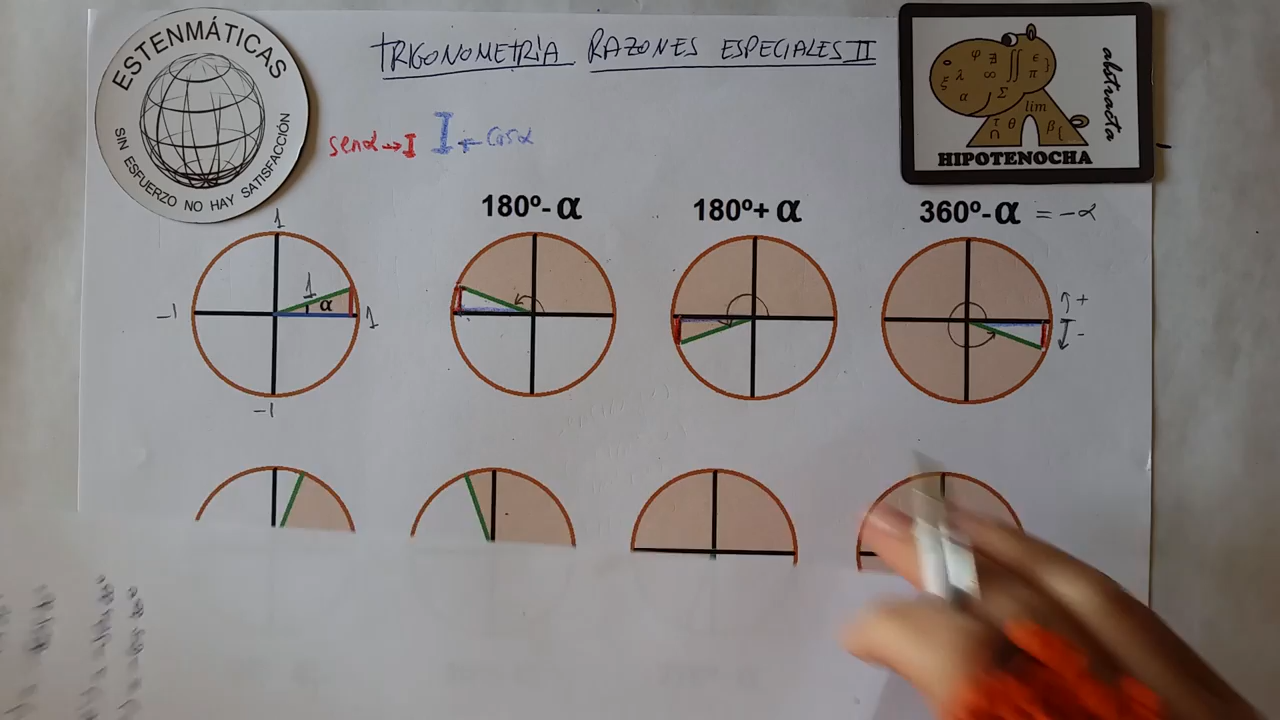 ESTENMÁTICAS
SIN ESFUERZO NO HAY SATISFACCIÓN
TRIGONOMETRÍA RAZONES ESPECIALES II
φ ∃ ∬ ε }
ξ λ ∞ π
α Σ lim
τ θ β {
∩
abstracta
HIPOTENOCHA
senα → I I ← cosα
180º-α
180º+α
360º-α = -α
1
1
α
-1
1
-1
+
-